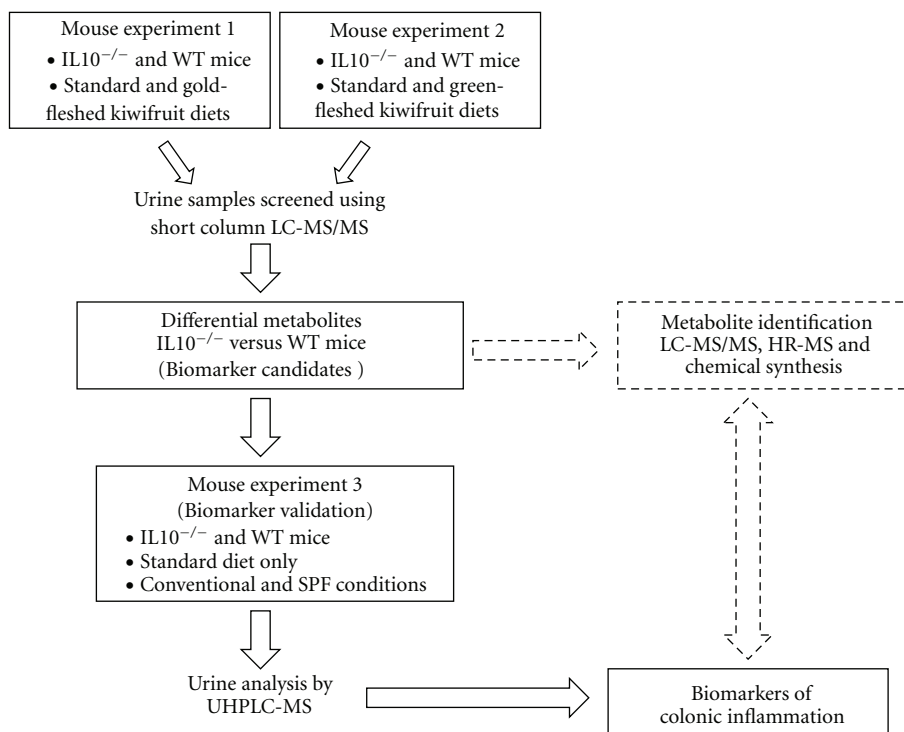 Mouse experiment 1
• IL10−/− and WT mice
• Standard and gold-
fleshed kiwifruit diets
Mouse experiment 2
• IL10−/− and WT mice
• Standard and green-
fleshed kiwifruit diets
Urine samples screened using
short column LC-MS/MS
Differential metabolites
IL10−/− versus WT mice
(Biomarker candidates )
Metabolite identification
LC-MS/MS, HR-MS and
chemical synthesis
Mouse experiment 3
(Biomarker validation)
• IL10−/− and WT mice
• Standard diet only
• Conventional and SPF conditions
Urine analysis by
UHPLC-MS
Biomarkers of
colonic inflammation